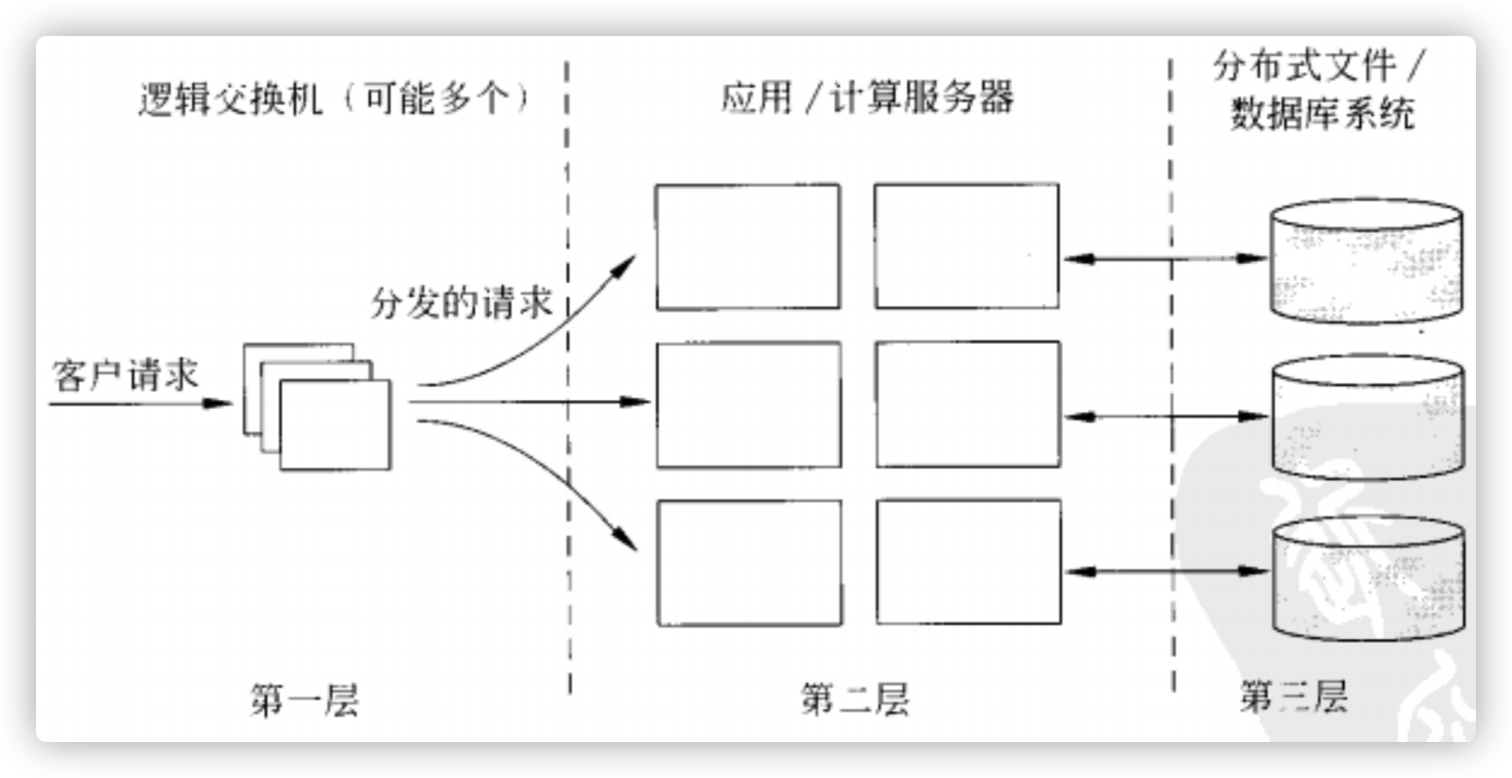 逻辑交换机（可能多个）
应用/计算服务器
分布式文件/
数据库系统
分发的请求
客户请求
第一层
第二层
第三层